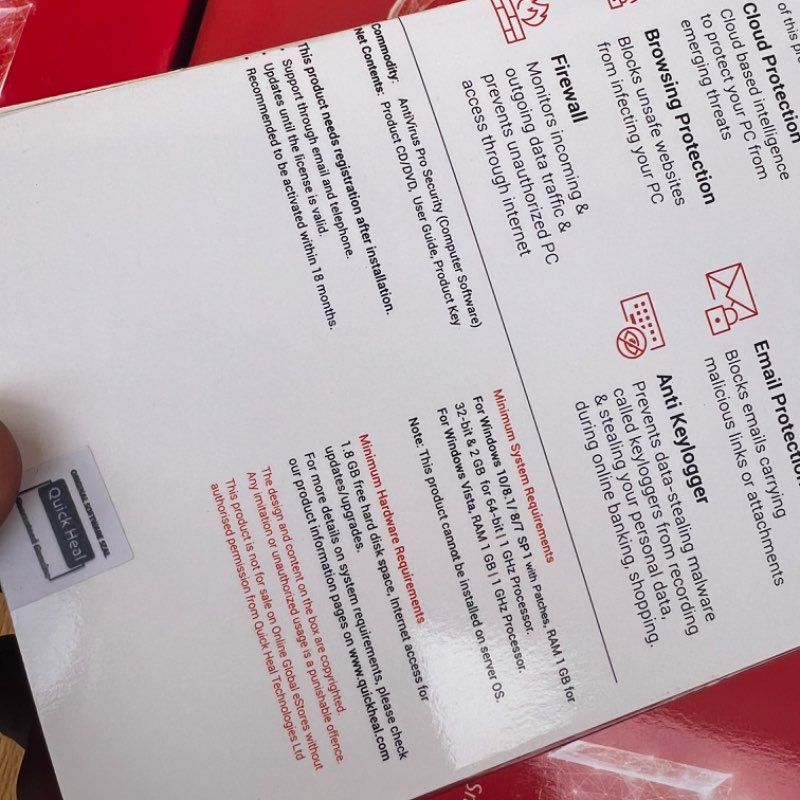 of this pr
Cloud Protection
Cloud based intelligence
to protect your PC from
emerging threats
Browsing Protection
Blocks unsafe websites
from infecting your PC
Firewall
Monitors incoming &
outgoing data traffic &
prevents unauthorized PC
access through internet
Email Protection
Blocks emails carrying
malicious links or attachments
Anti Keylogger
Prevents data-stealing malware
called keyloggers from recording
& stealing your personal data,
during online banking, shopping.
Commodity: AntiVirus Pro Security (Computer Software)
Net Contents: Product CD/DVD, User Guide, Product Key
This product needs registration after installation.
• Support through email and telephone.
• Updates until the license is valid.
• Recommended to be activated within 18 months.
Minimum System Requirements
For Windows 10/8.1/ 8/7 SP1 with Patches, RAM 1 GB for
32-bit & 2 GB for 64-bit | 1 GHz Processor.
For Windows Vista, RAM 1 GB | 1 GHz Processor.
Note: This product cannot be installed on server OS.
Minimum Hardware Requirements
1.8 GB free hard disk space, Internet access for
updates/upgrades.
For more details on system requirements, please check
our product information pages on www.quickheal.com
The design and content on the box are copyrighted.
Any imitation or unauthorized usage is a punishable offence.
This product is not for sale on Online Global eStores without
authorised permission from Quick Heal Technologies Ltd
ORIGINAL SOFTWARE SEAL
Quick Heal